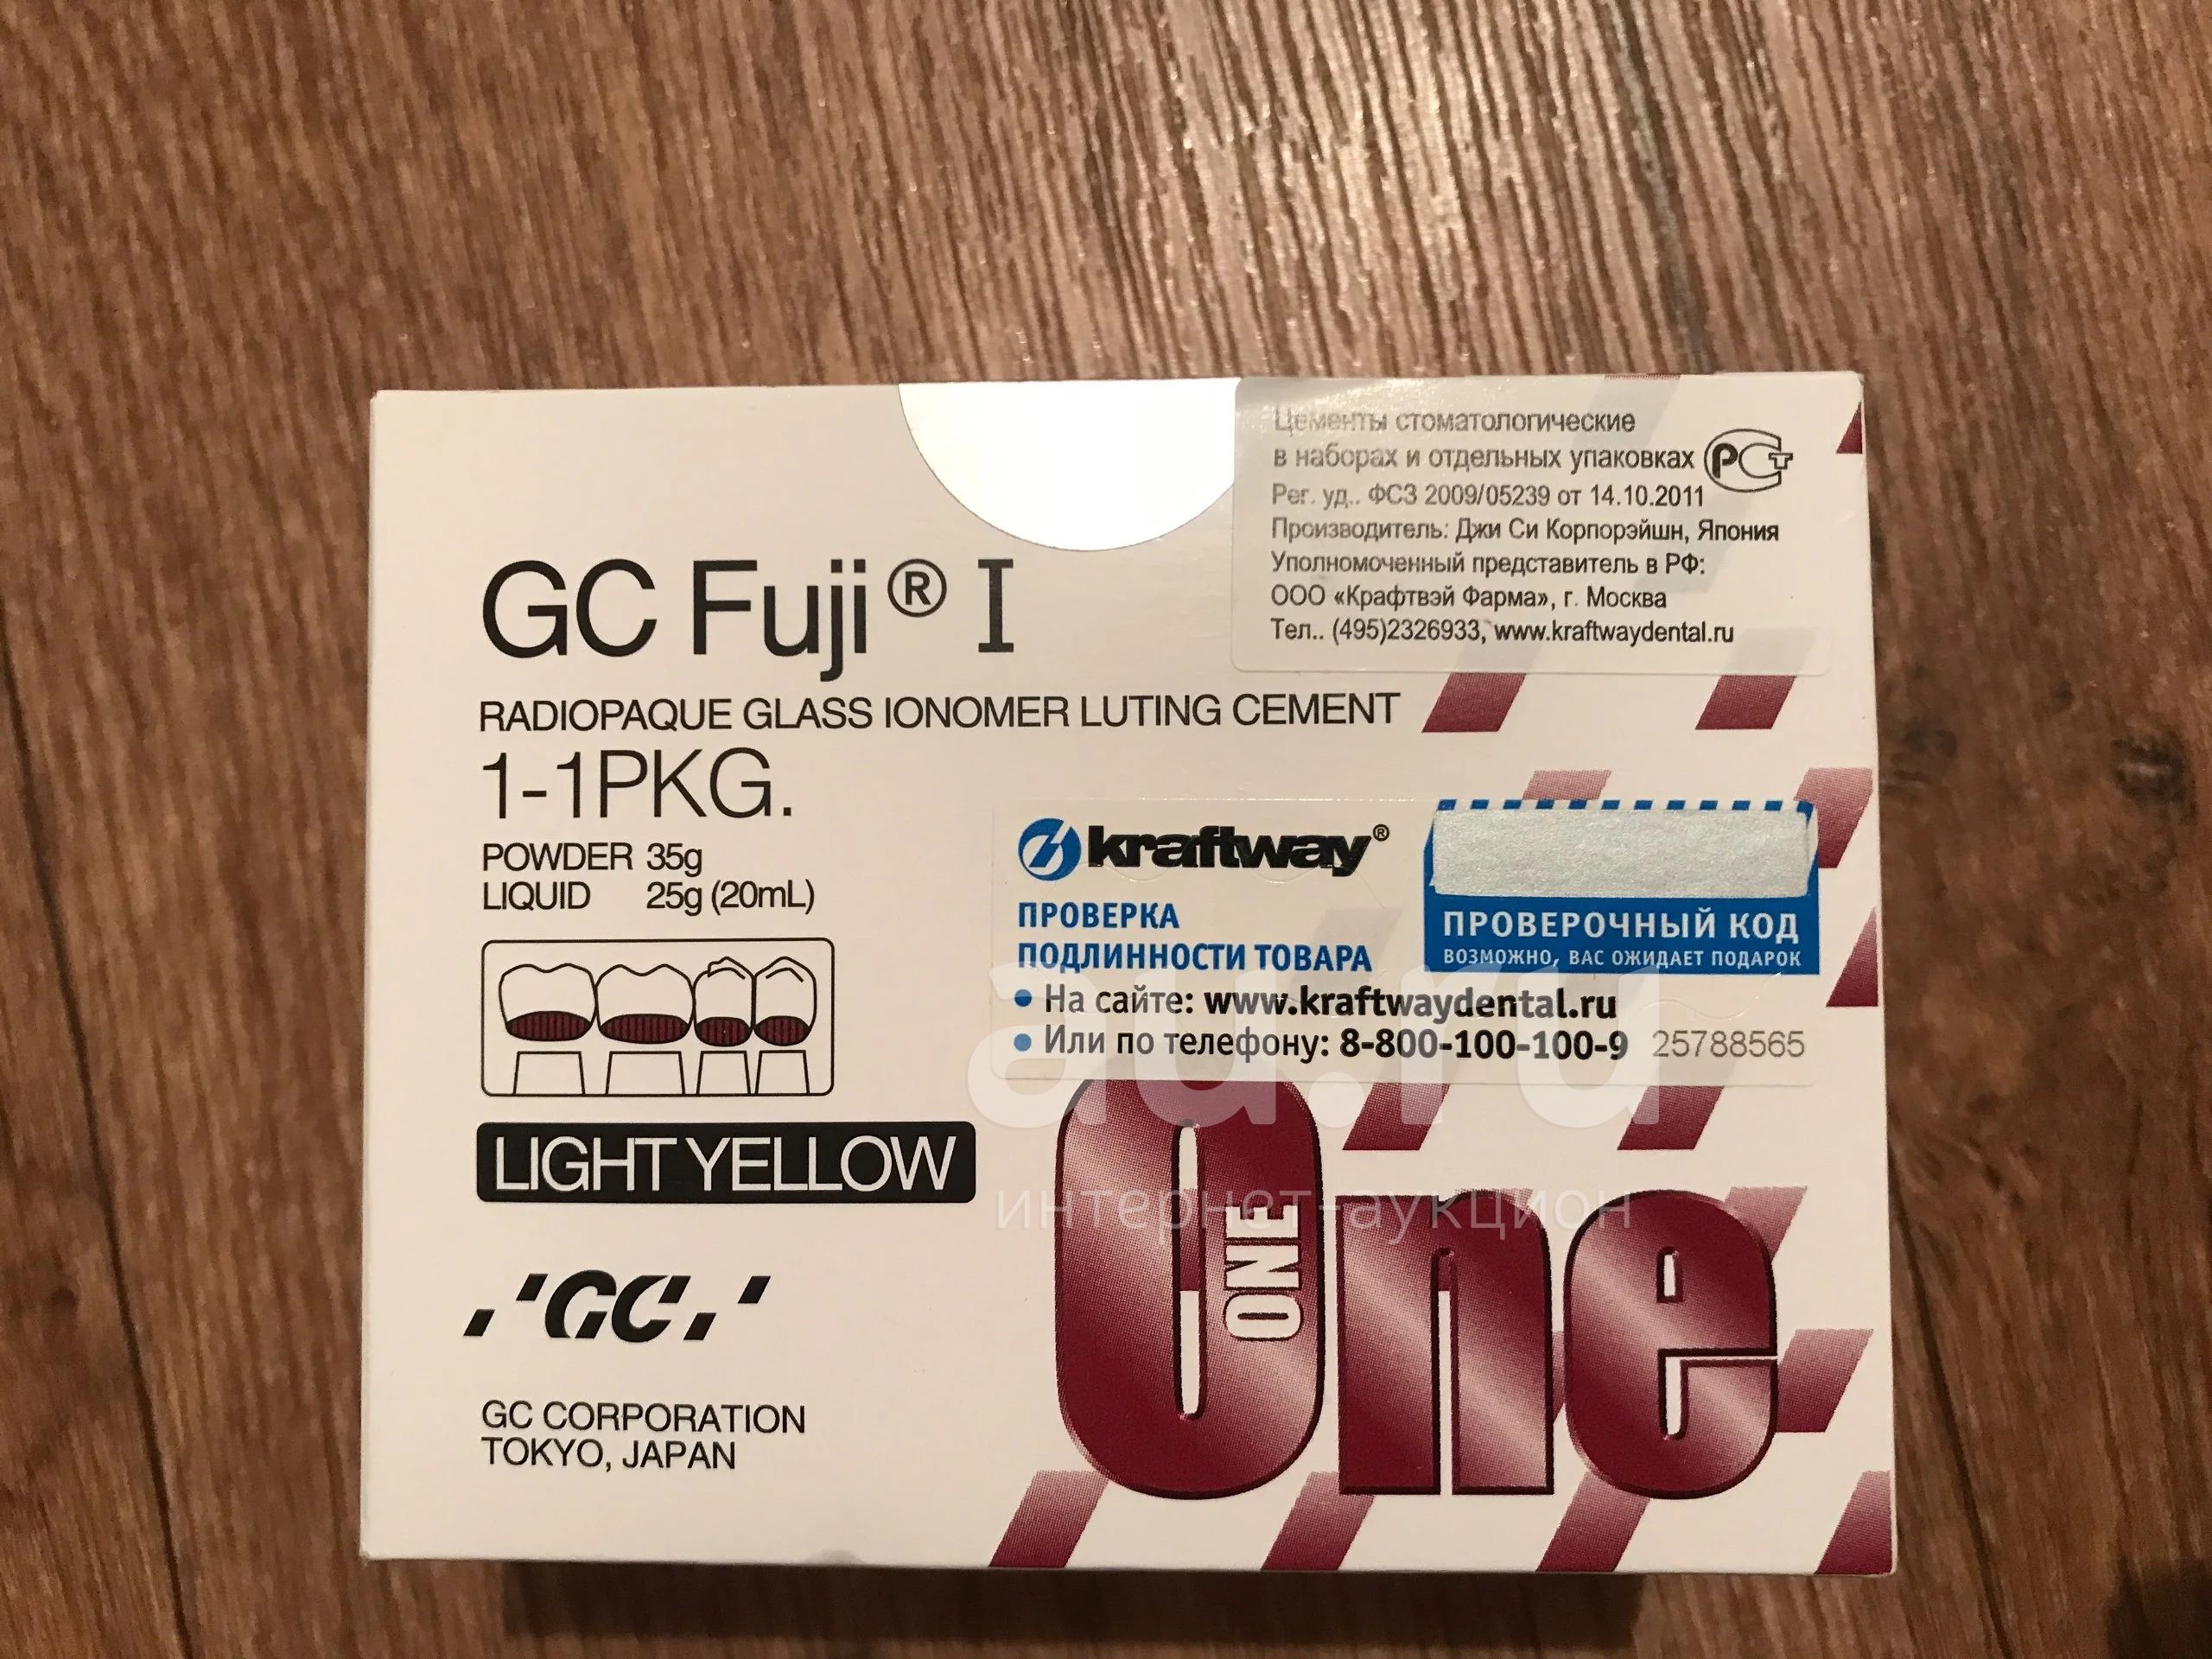 Цементы стоматологические
в наборах и отдельных упаковках
РСТ
Рег. уд.. ФСЗ 2009/05239 от 14.10.2011
Производитель: Джи Си Корпорэйшн, Япония
Уполномоченный представитель в РФ:
ООО «Крафтвэй Фарма», г. Москва
Тел.. (495)2326933, www.kraftwaydental.ru
GC Fuji® I
RADIOPAQUE GLASS IONOMER LUTING CEMENT
1-1PKG.
POWDER 35g
LIQUID 25g (20mL)
kraftway®
ПРОВЕРКА
ПОДЛИННОСТИ ТОВАРА
• На сайте: www.kraftwaydental.ru
• Или по телефону: 8-800-100-100-9 25788565
ПРОВЕРОЧНЫЙ КОД
ВОЗМОЖНО, ВАС ОЖИДАЕТ ПОДАРОК
LIGHT YELLOW
au.ru
интернет-аукцион
One
ONE
GC
GC CORPORATION
TOKYO, JAPAN